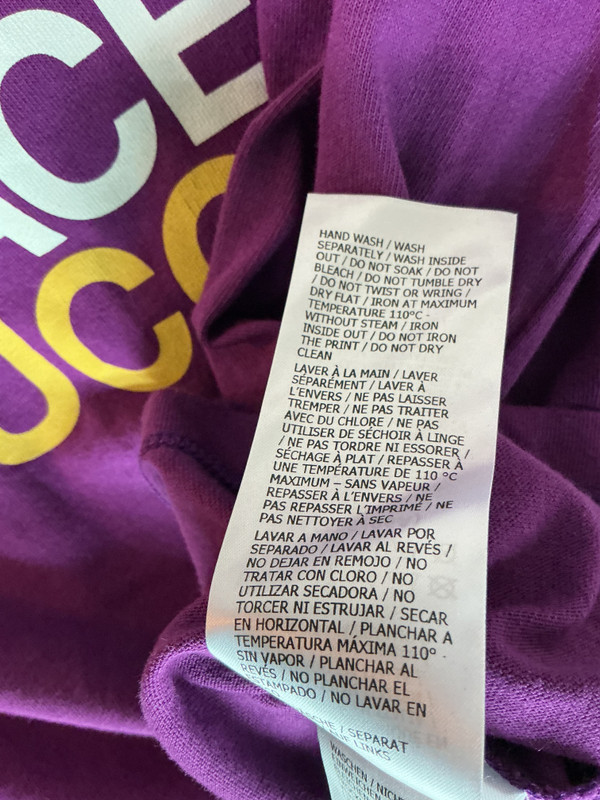 ACE
UCC
HAND WASH / WASH
SEPARATELY / WASH INSIDE
OUT / DO NOT SOAK / DO NOT
BLEACH / DO NOT TUMBLE DRY
/ DO NOT TWIST OR WRING /
DRY FLAT / IRON AT MAXIMUM
TEMPERATURE 110°C -
WITHOUT STEAM / IRON
INSIDE OUT / DO NOT IRON
THE PRINT / DO NOT DRY
CLEAN
LAVER À LA MAIN / LAVER
SÉPARÉMENT / LAVER À
L'ENVERS / NE PAS LAISSER
TREMPER / NE PAS TRAITER
AVEC DU CHLORE / NE PAS
UTILISER DE SÉCHOIR À LINGE
/ NE PAS TORDRE NI ESSORER /
SÉCHAGE À PLAT / REPASSER À
UNE TEMPÉRATURE DE 110 °C
MAXIMUM – SANS VAPEUR /
REPASSER À L'ENVERS / NE
PAS REPASSER L'IMPRIMÉ / NE
PAS NETTOYER À SEC
LAVAR A MANO / LAVAR POR
SEPARADO / LAVAR AL REVÉS /
NO DEJAR EN REMOJO / NO
TRATAR CON CLORO / NO
UTILIZAR SECADORA / NO
TORCER NI ESTRUJAR / SECAR
EN HORIZONTAL / PLANCHAR A
TEMPERATURA MÁXIMA 110° -
SIN VAPOR / PLANCHAR AL
REVÉS / NO PLANCHAR EL
ESTAMPADO / NO LAVAR EN
/ SEPARAT
LINKS
WASCHEN / NICHT
EINWEICHEN